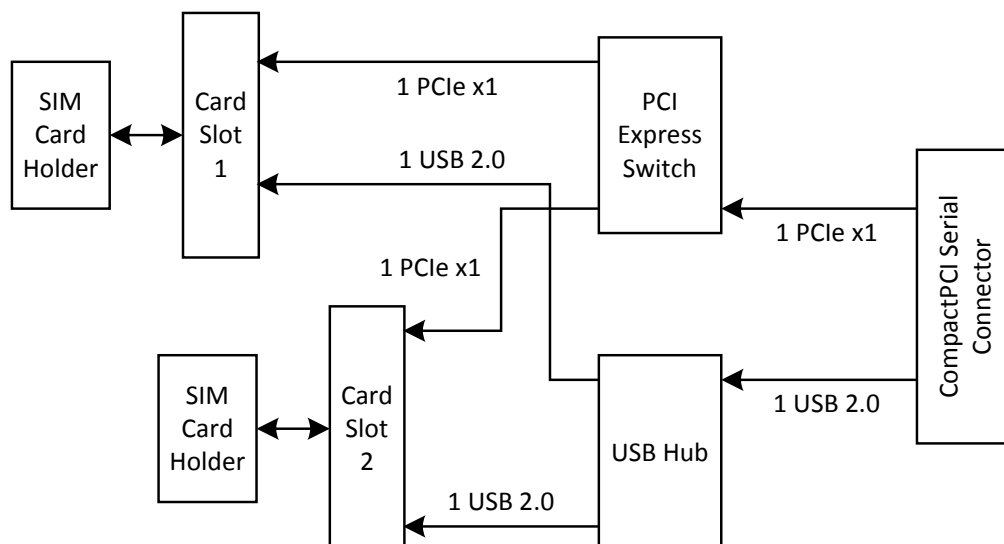 SIM
Card
Holder
Card
Slot
1
1 PCIe x1
1 USB 2.0
PCI
Express
Switch
1 PCIe x1
CompactPCI Serial
Connector
1 PCIe x1
SIM
Card
Holder
Card
Slot
2
USB Hub
1 USB 2.0
1 USB 2.0